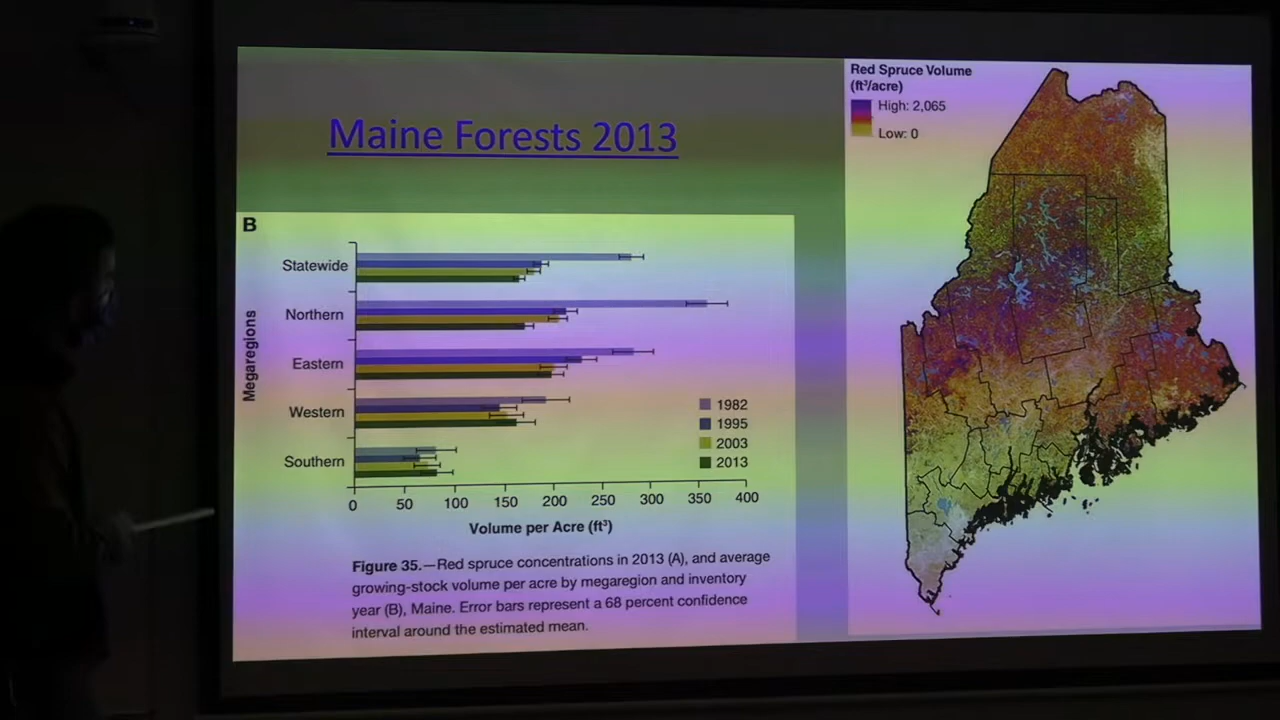 Maine Forests 2013
B
Megaregions
Statewide
Northern
Eastern
Western
Southern
1982
1995
2003
2013
0 50 100 150 200 250 300 350 400
Volume per Acre (ft³)
Figure 35.—Red spruce concentrations in 2013 (A), and average
growing-stock volume per acre by megaregion and inventory
year (B), Maine. Error bars represent a 68 percent confidence
interval around the estimated mean.
Red Spruce Volume
(ft³/acre)
High: 2,065
Low: 0